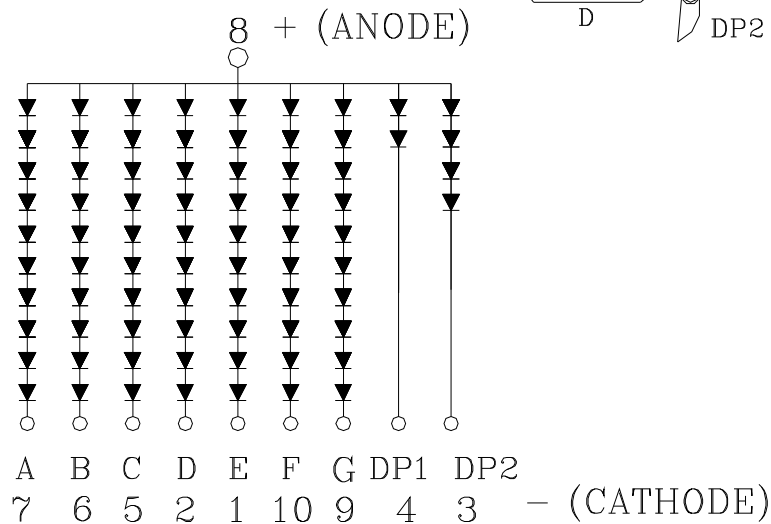 D
DP2
8 + (ANODE)
A B C D E F G DP1 DP2
7 6 5 2 1 10 9 4 3 - (CATHODE)